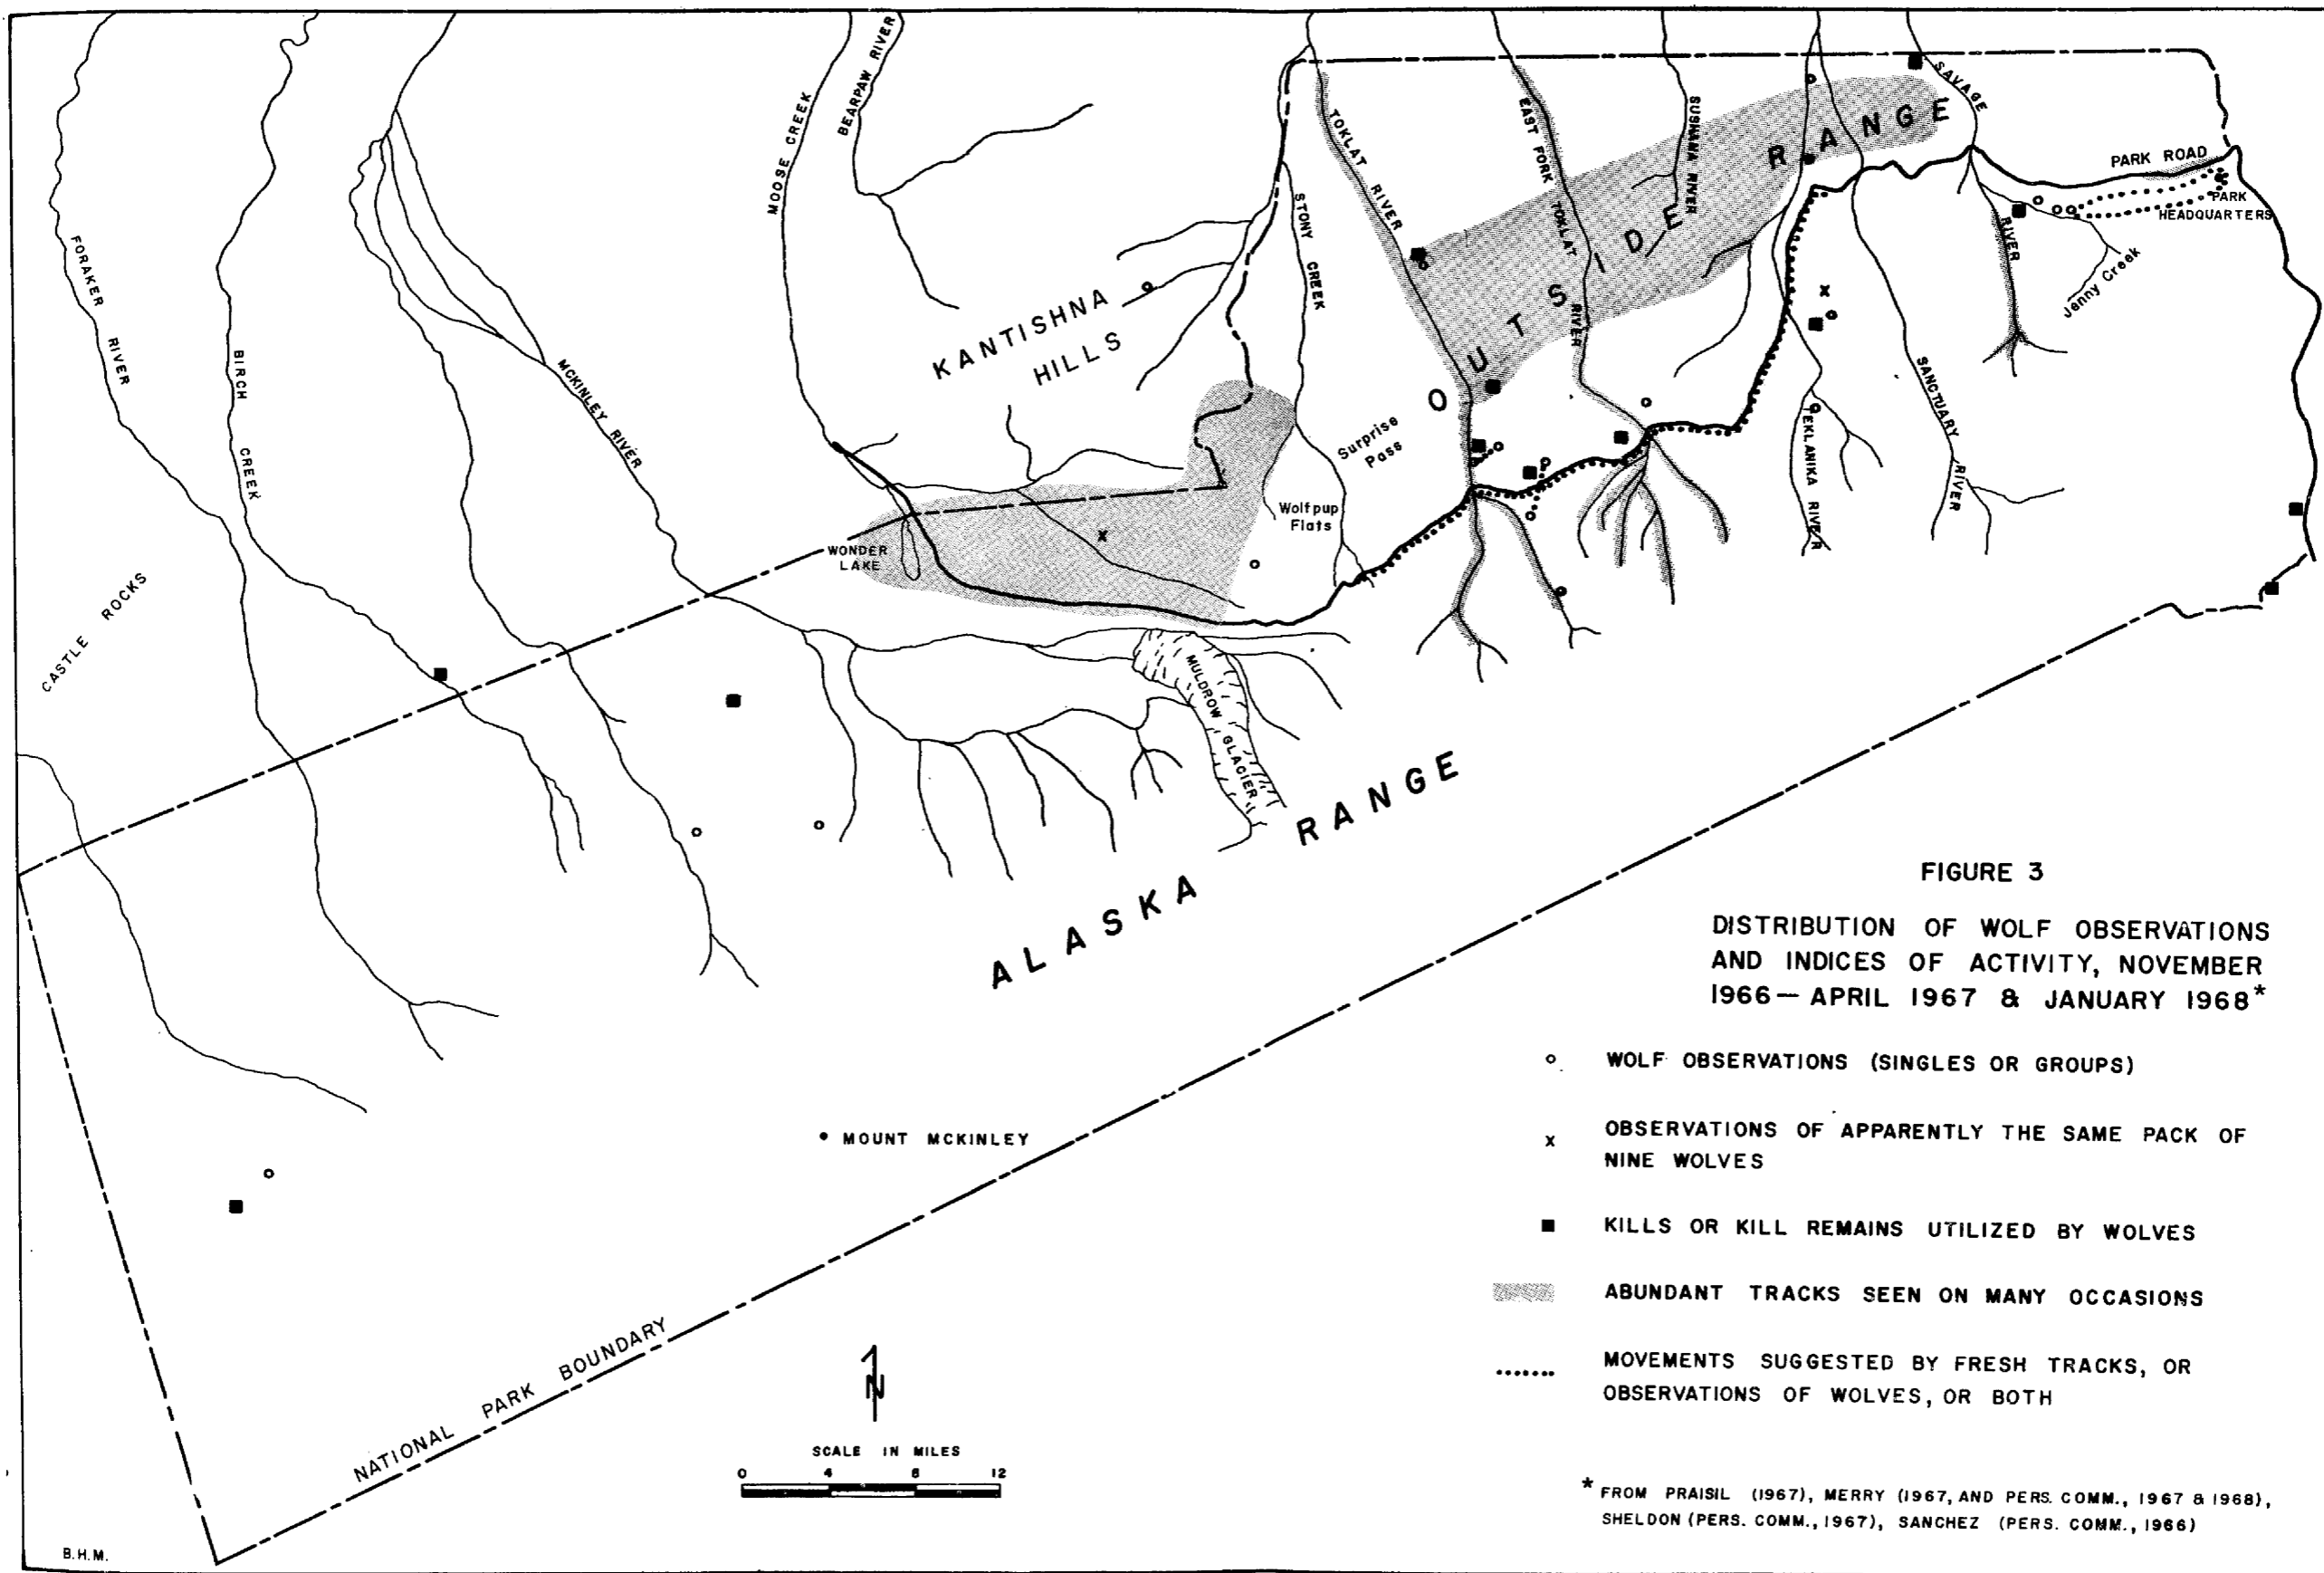 BEARPAW RIVER
MOOSE CREEK
SAVAGE
RIVER
TOKLAT RIVER
EAST FORK
TOKLAT
RIVER
SUSHANA RIVER
OUTSIDE RANGE
PARK ROAD
PARK
HEADQUARTERS
Jenny Creek
STONY
CREEK
FORAKER
RIVER
BIRCH
CREEK
MCKINLEY RIVER
KANTISHNA
HILLS
SANCTUARY
RIVER
TEKLANIKA RIVER
Surprise
Pass
Wolfpup
Flats
WONDER
LAKE
CASTLE ROCKS
MULDROW
GLACIER
ALASKA RANGE
MOUNT MCKINLEY
NATIONAL PARK BOUNDARY
N
SCALE IN MILES
0 4 8 12
B.H.M.
FIGURE 3
DISTRIBUTION OF WOLF OBSERVATIONS
AND INDICES OF ACTIVITY, NOVEMBER
1966 — APRIL 1967 & JANUARY 1968*
WOLF OBSERVATIONS (SINGLES OR GROUPS)
x OBSERVATIONS OF APPARENTLY THE SAME PACK OF
NINE WOLVES
KILLS OR KILL REMAINS UTILIZED BY WOLVES
ABUNDANT TRACKS SEEN ON MANY OCCASIONS
MOVEMENTS SUGGESTED BY FRESH TRACKS, OR
OBSERVATIONS OF WOLVES, OR BOTH
* FROM PRAISIL (1967), MERRY (1967, AND PERS. COMM., 1967 & 1968),
SHELDON (PERS. COMM., 1967), SANCHEZ (PERS. COMM., 1966)